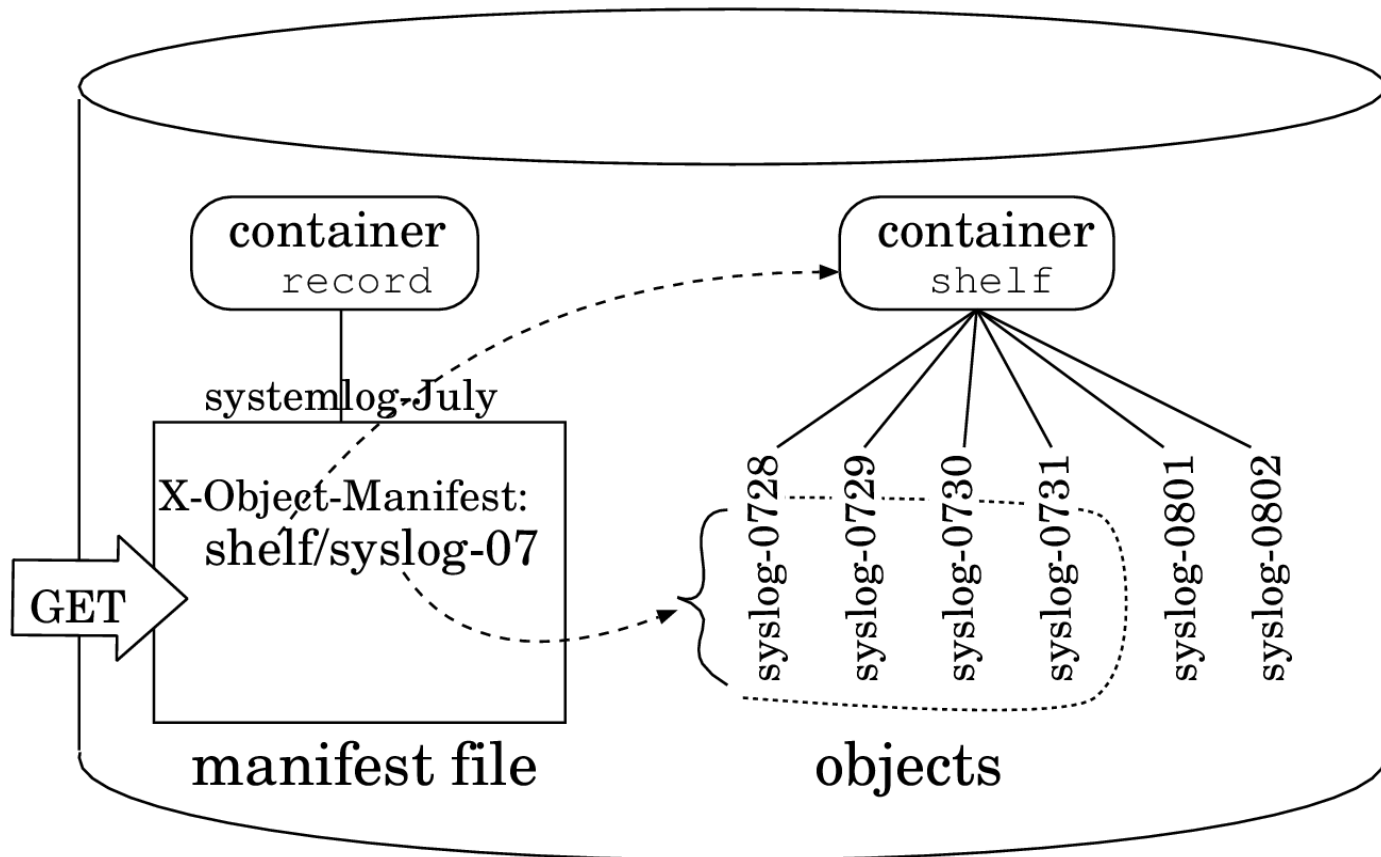 container
record
container
shelf
systemlog-July
X-Object-Manifest:
shelf/syslog-07
GET
syslog-0728
syslog-0729
syslog-0730
syslog-0731
syslog-0801
syslog-0802
manifest file
objects